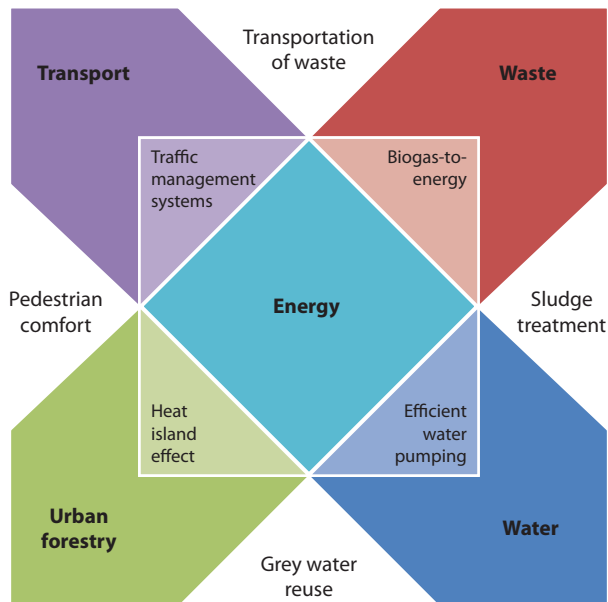 Transportation
of waste
Transport
Waste
Traffic
management
systems
Biogas-to-
energy
Pedestrian
comfort
Energy
Sludge
treatment
Heat
island
effect
Efficient
water
pumping
Urban
forestry
Water
Grey water
reuse